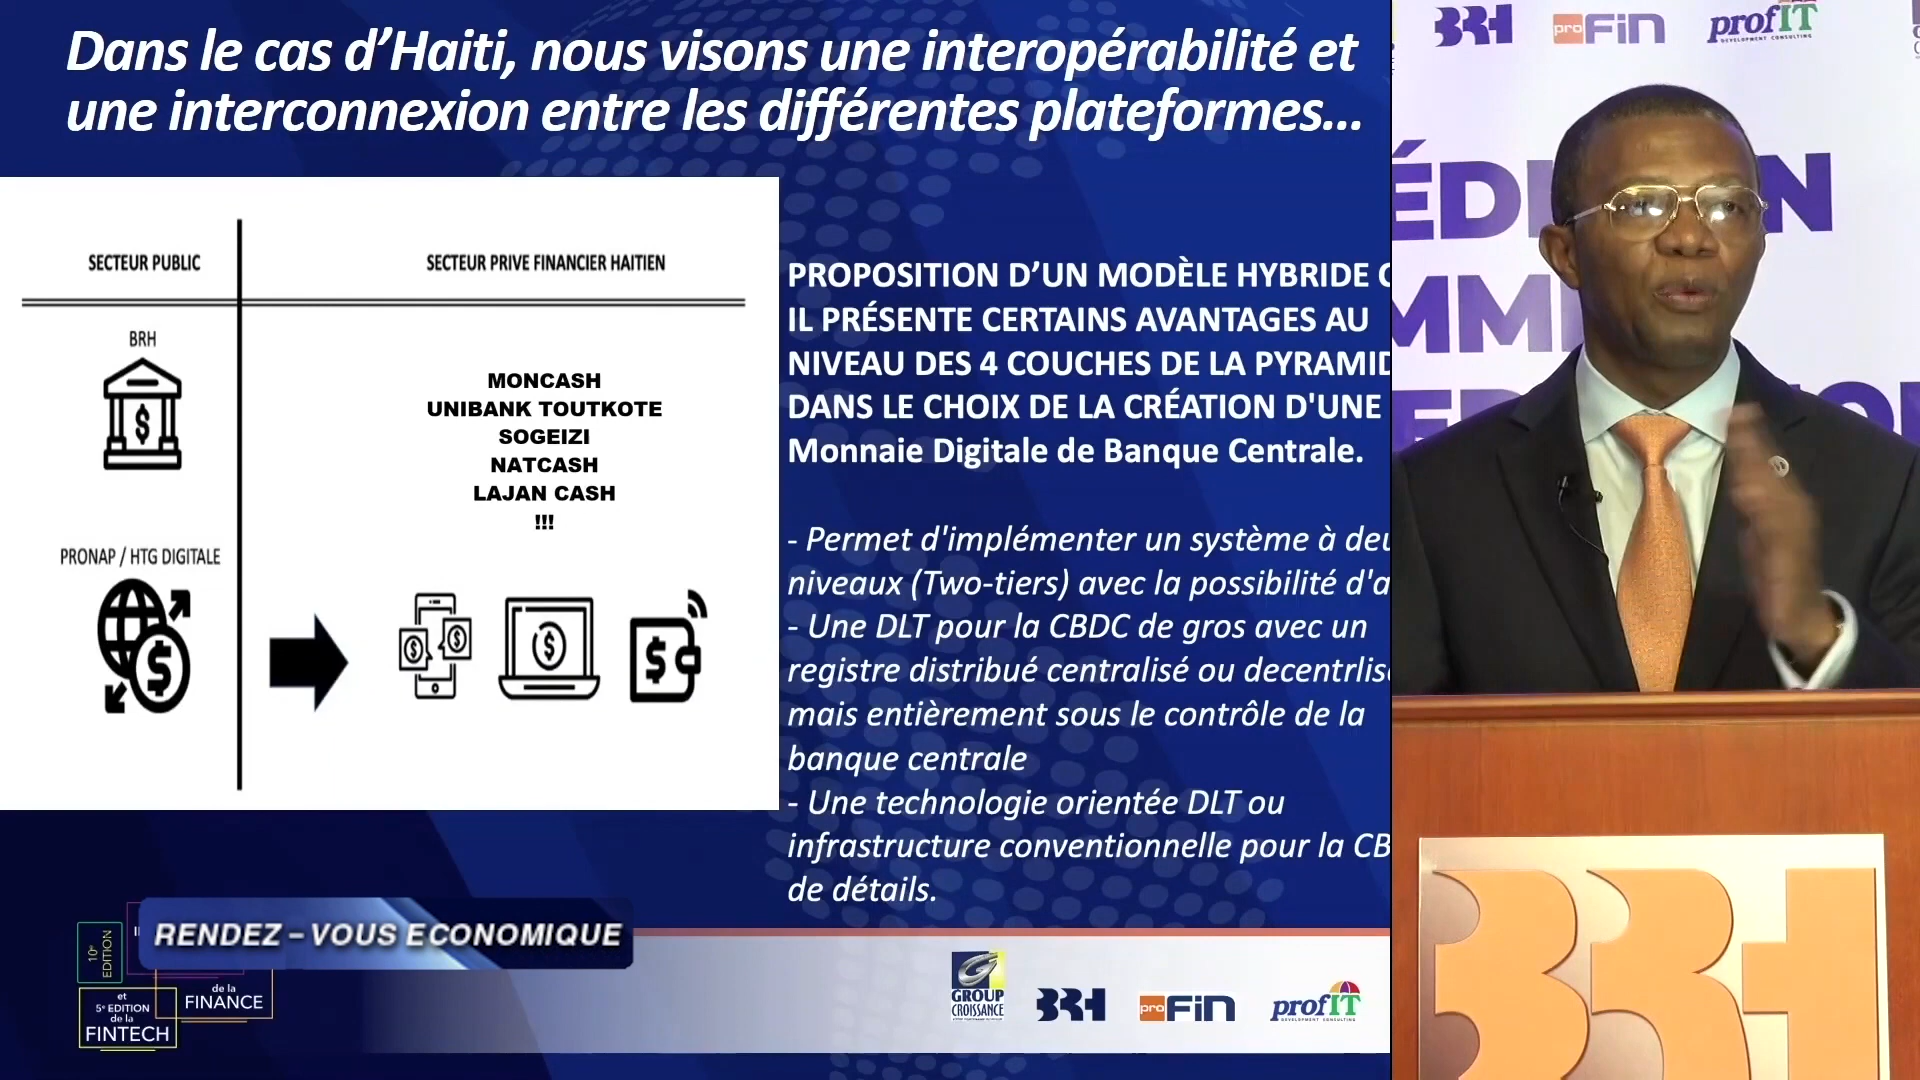 Dans le cas d’Haiti, nous visons une interopérabilité et
une interconnexion entre les différentes plateformes...
SECTEUR PUBLIC
SECTEUR PRIVE FINANCIER HAITIEN
BRH
MONCASH
UNIBANK TOUTKOTE
SOGEIZI
NATCASH
LAJAN CASH
!!!
PRONAP / HTG DIGITALE
PROPOSITION D’UN MODÈLE HYBRIDE
IL PRÉSENTE CERTAINS AVANTAGES AU
NIVEAU DES 4 COUCHES DE LA
DANS LE CHOIX DE LA CRÉATION D'UNE
Monnaie Digitale de Banque Centrale.
- Permet d'implémenter un système à
niveaux (Two-tiers) avec la possibilité
- Une DLT pour la CBDC de gros avec un
registre distribué centralisé ou
mais entièrement sous le contrôle de la
banque centrale
- Une technologie orientée DLT ou
infrastructure conventionnelle pour la
de détails.
RENDEZ – VOUS ECONOMIQUE
10e
EDITION
de la
FINANCE
et
5e EDITION
de la
FINTECH
GROUP
CROISSANCE
BRH
proFin
profIT
DEVELOPMENT CONSULTING
BRH
proFin
profIT
DEVELOPMENT CONSULTING
BRH